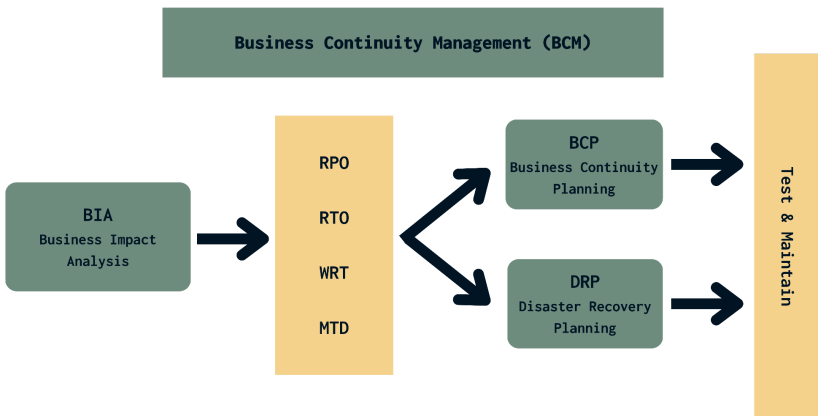 Business Continuity Management (BCM)
BIA
Business Impact
Analysis
RPO
RTO
WRT
MTD
BCP
Business Continuity
Planning
DRP
Disaster Recovery
Planning
Test & Maintain